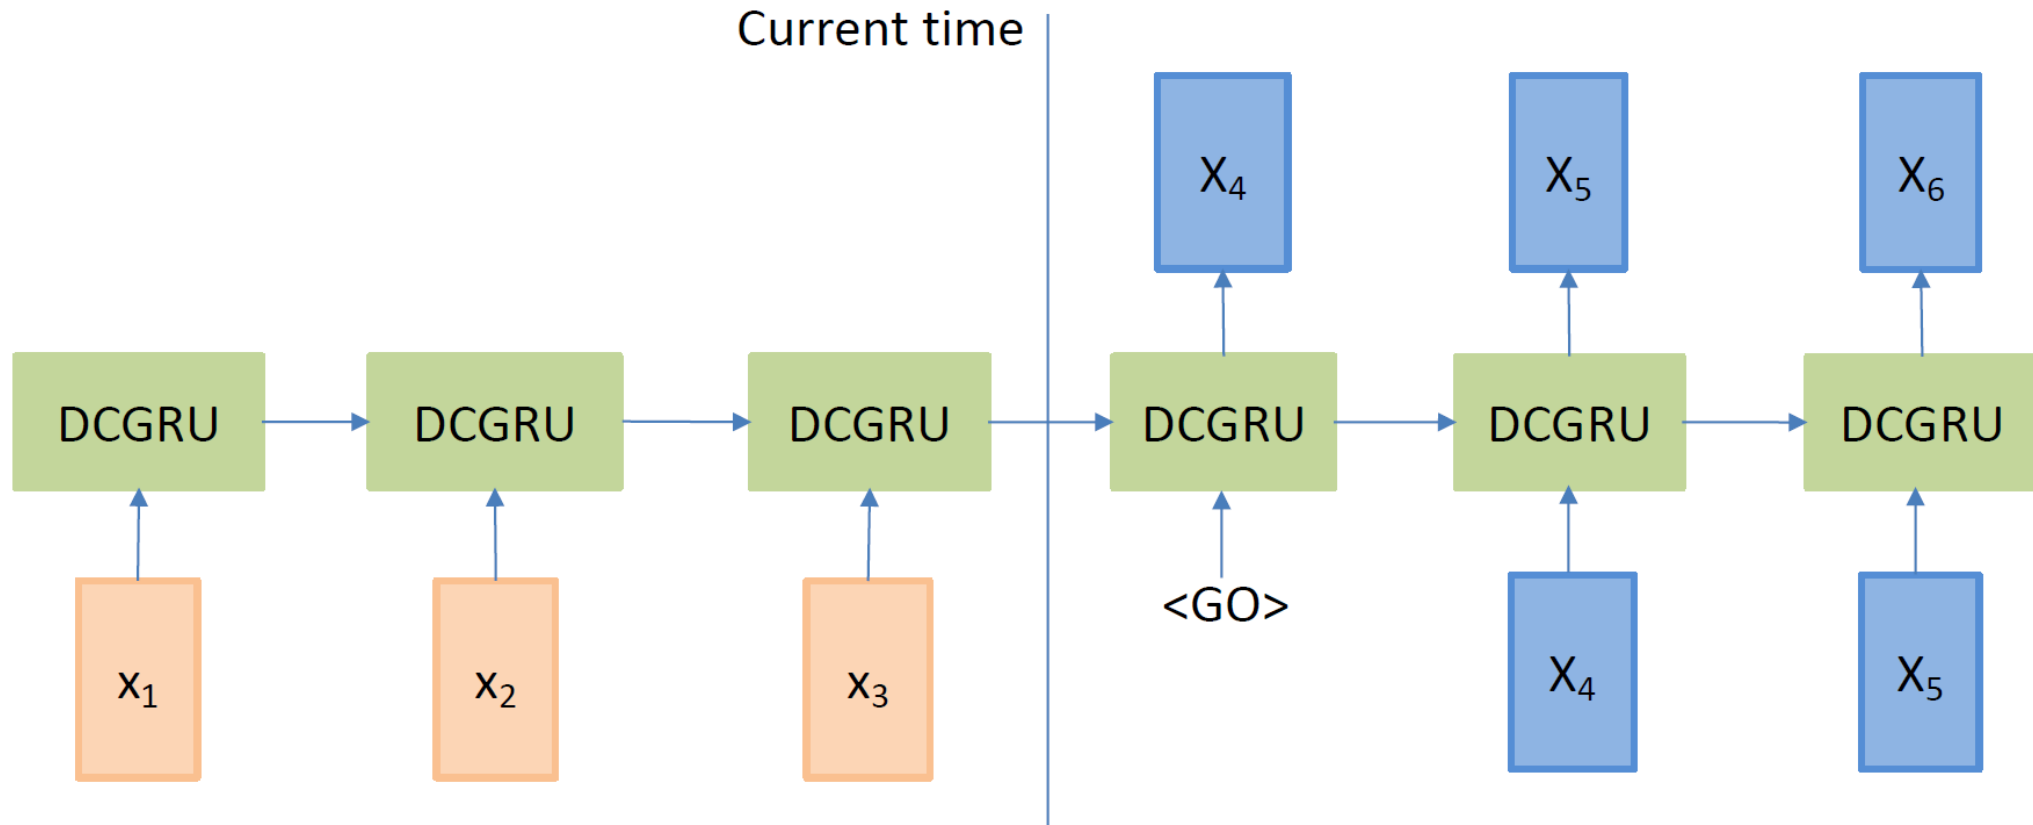 Current time
X₄ X₅ X₆
DCGRU DCGRU DCGRU DCGRU DCGRU DCGRU
<GO>
x₁ x₂ x₃ X₄ X₅